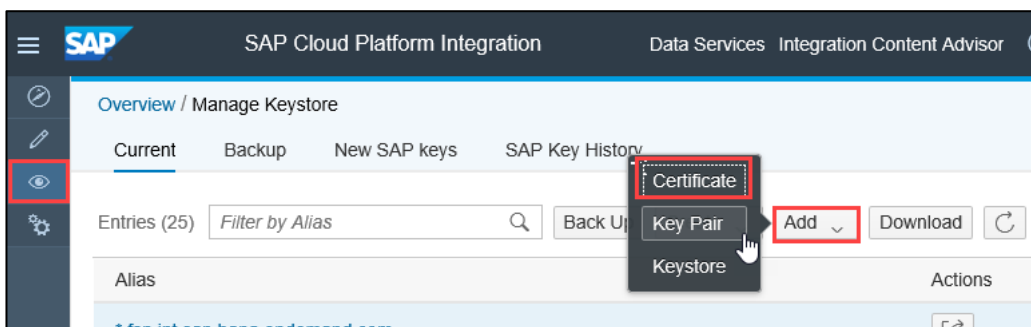 SAP SAP Cloud Platform Integration Data Services Integration Content Advisor
Overview / Manage Keystore
Current Backup New SAP keys SAP Key History
Certificate
Entries (25) Filter by Alias Back Up Key Pair Add Download
Keystore
Alias Actions